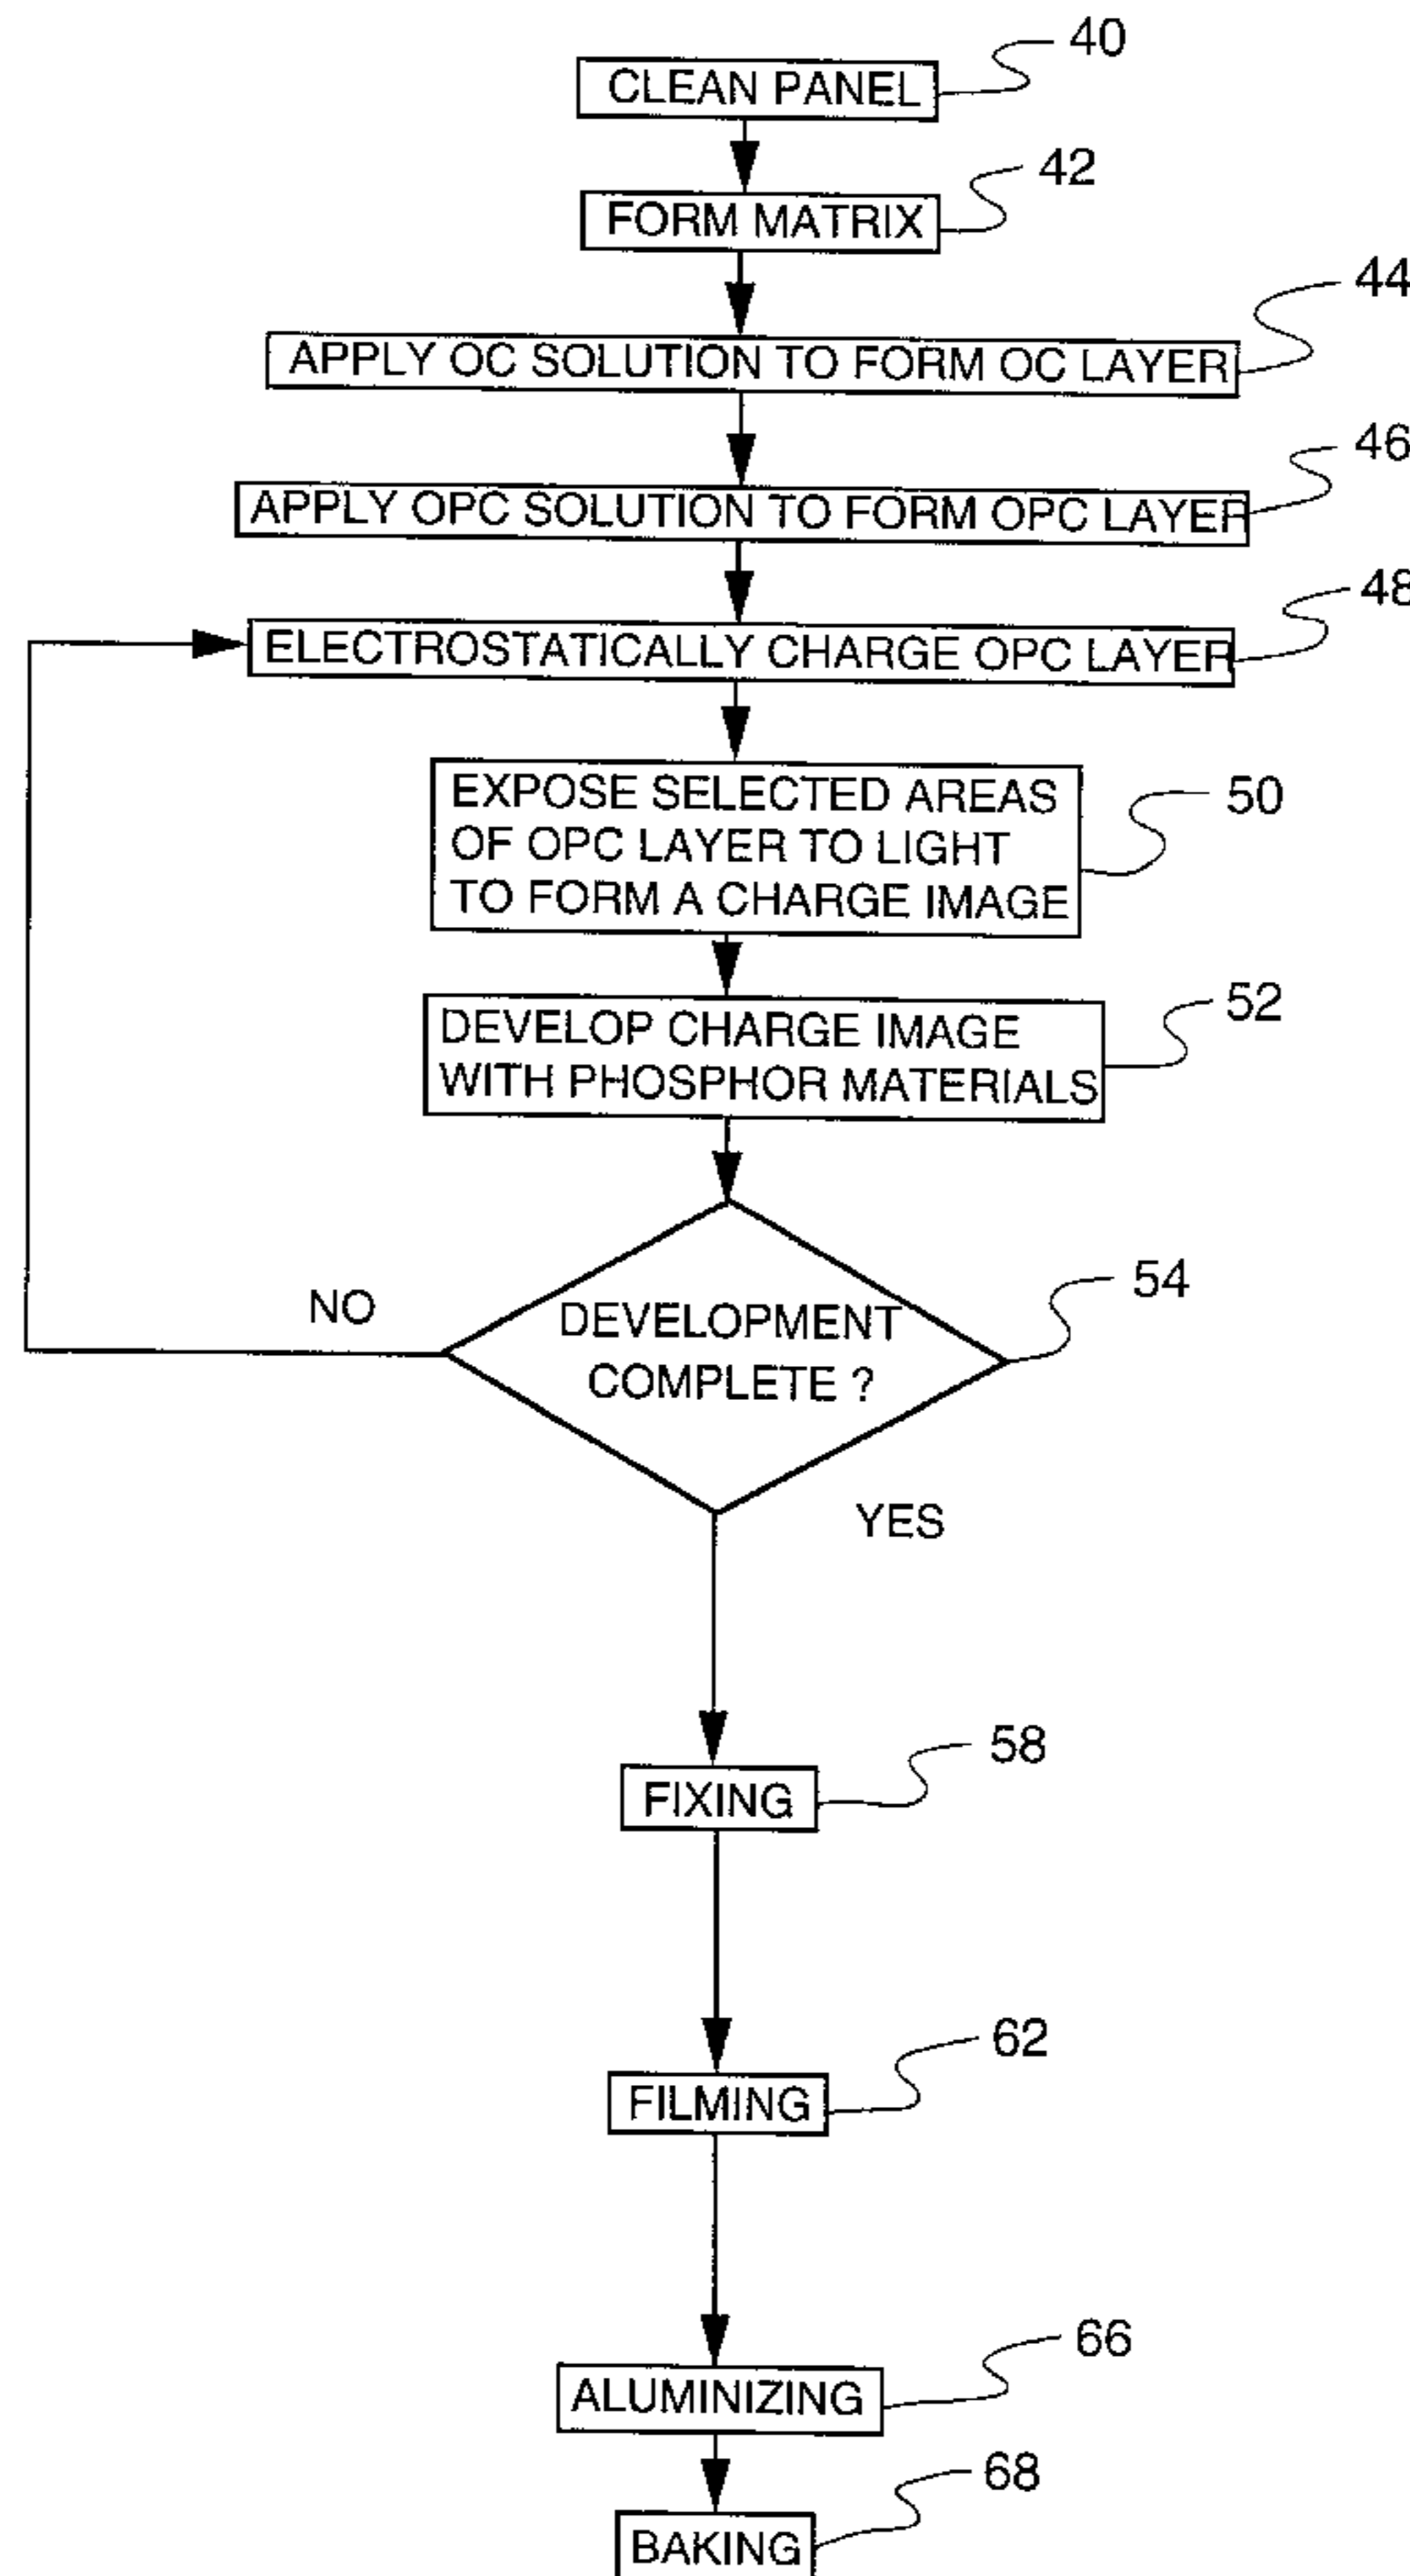 40
CLEAN PANEL
42
FORM MATRIX
44
APPLY OC SOLUTION TO FORM OC LAYER
46
APPLY OPC SOLUTION TO FORM OPC LAYER
48
ELECTROSTATICALLY CHARGE OPC LAYER
EXPOSE SELECTED AREAS
OF OPC LAYER TO LIGHT
TO FORM A CHARGE IMAGE
50
DEVELOP CHARGE IMAGE
WITH PHOSPHOR MATERIALS
52
NO
DEVELOPMENT
COMPLETE ?
54
YES
58
FIXING
62
FILMING
66
ALUMINIZING
68
BAKING